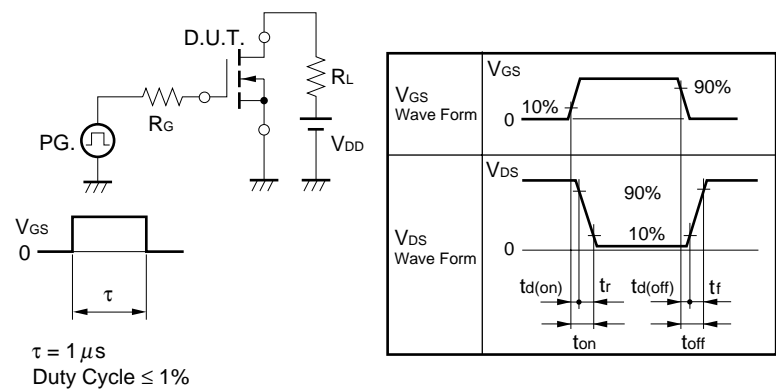 D.U.T.
RL
RG
PG.
VDD
VGS
0
τ
τ = 1 μs
Duty Cycle ≤ 1%
VGS
Wave Form
VGS
10%
90%
0
VDS
Wave Form
VDS
90%
10%
0
td(on)
tr
td(off)
tf
ton
toff